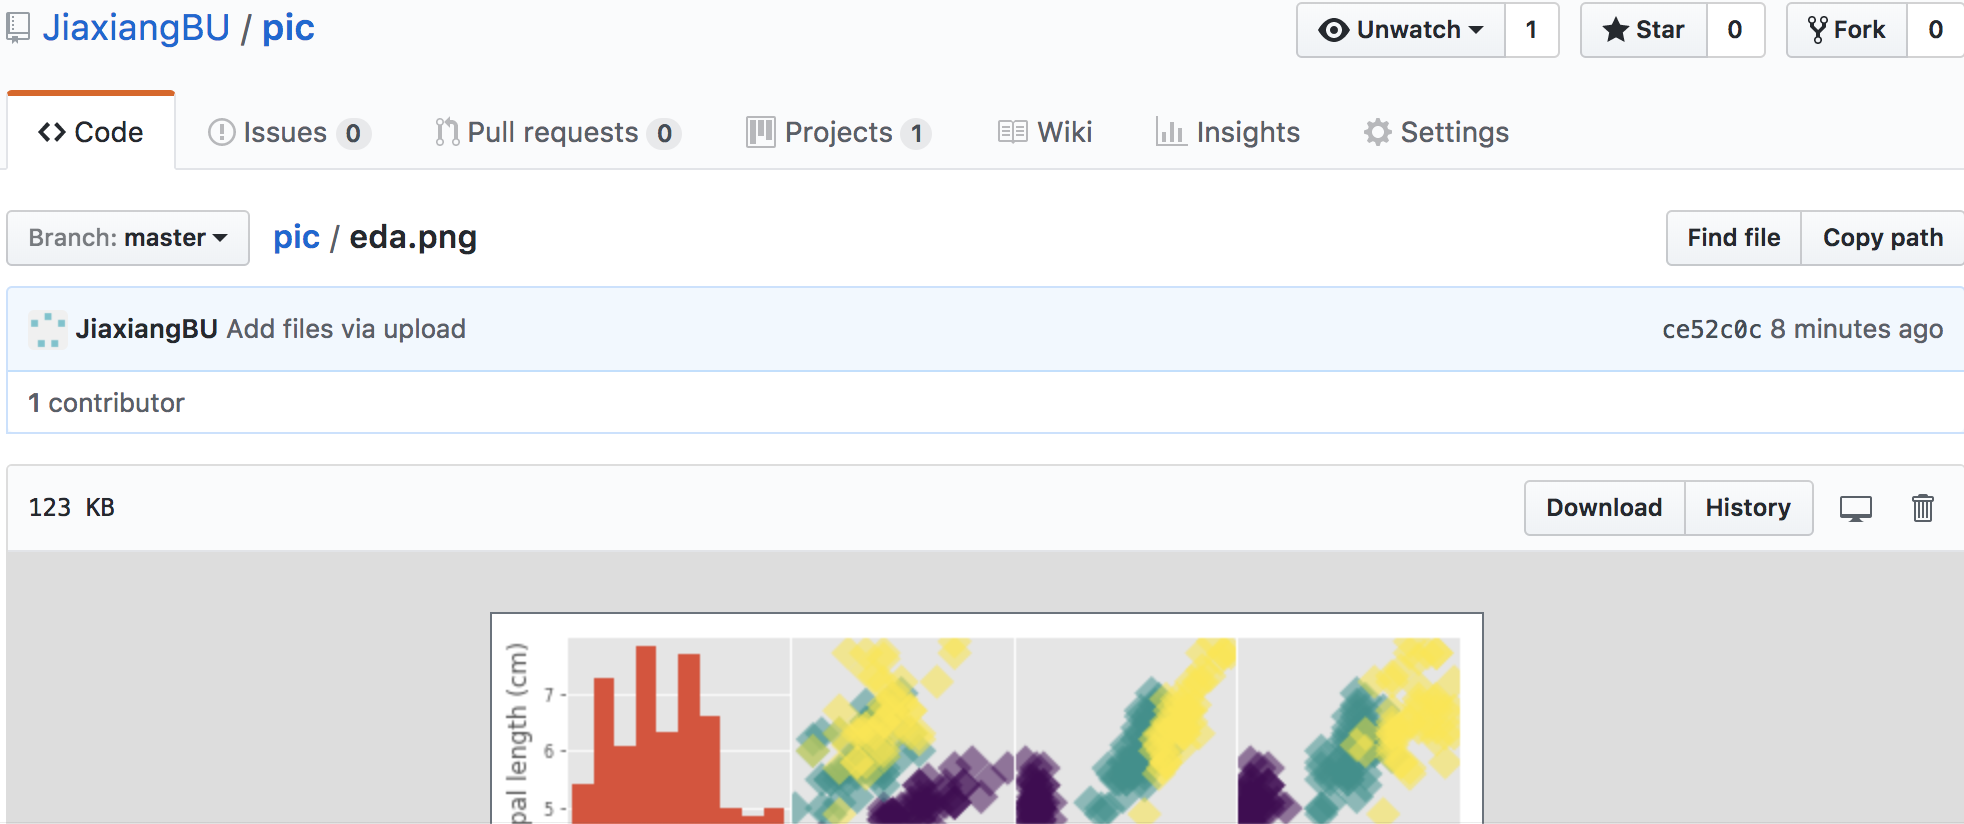 JiaxiangBU / pic
Unwatch 1 Star 0 Fork 0
Code Issues 0 Pull requests 0 Projects 1 Wiki Insights Settings
Branch: master pic / eda.png Find file Copy path
JiaxiangBU Add files via upload ce52c0c 8 minutes ago
1 contributor
123 KB Download History
pal length (cm)
7
6
5